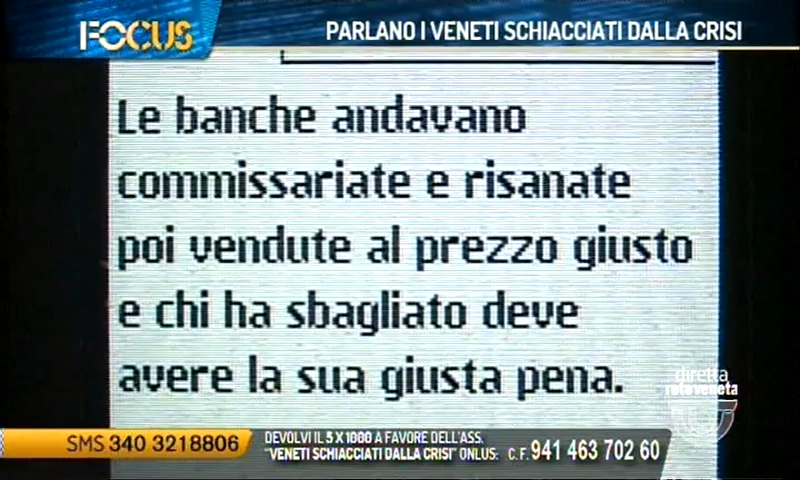 FOCUS
PARLANO I VENETI SCHIACCIATI DALLA CRISI
Le banche andavano
commissariate e risanate
poi vendute al prezzo giusto
e chi ha sbagliato deve
avere la sua giusta pena.
diretta
reteveneta
SMS 340 3218806
DEVOLVI IL 5 X 1000 A FAVORE DELL'ASS.
"VENETI SCHIACCIATI DALLA CRISI" ONLUS: C.F. 941 463 702 60